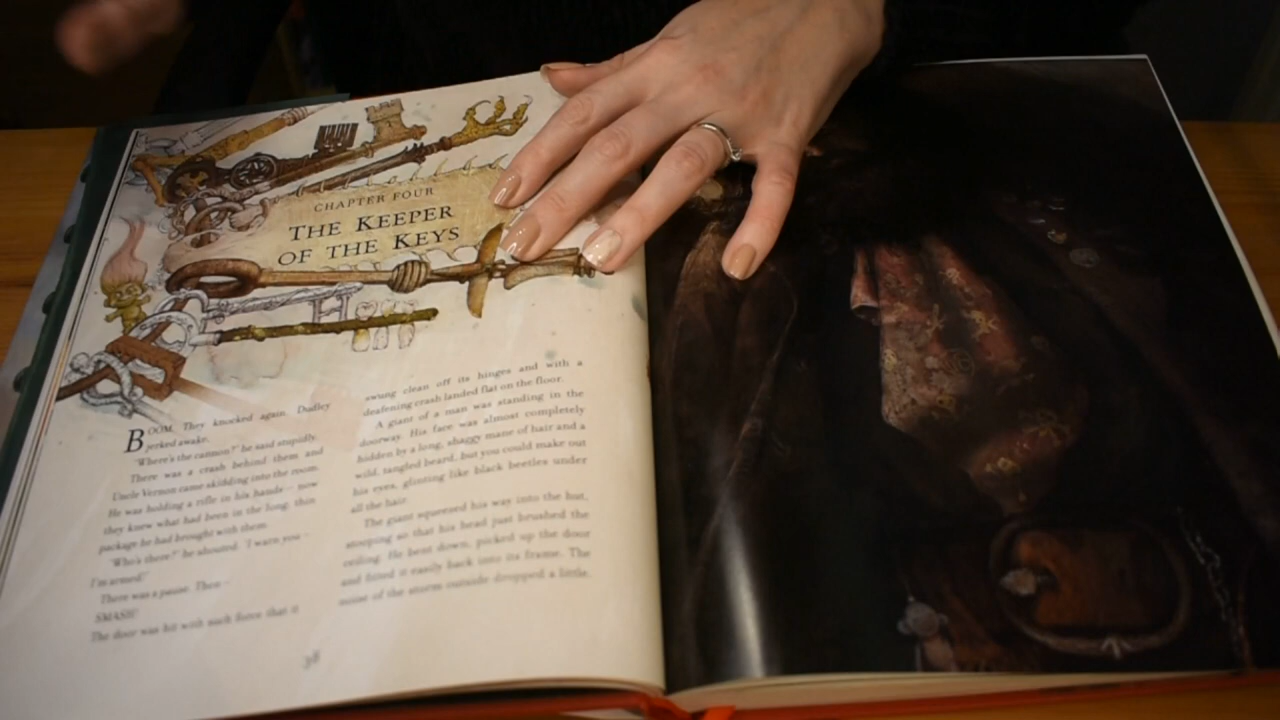 CHAPTER FOUR
THE KEEPER
OF THE KEYS
BOOM. They knocked again. Dudley
jerked awake.
'Where's the cannon?' he said stupidly.
There was a crash behind them and
Uncle Vernon came skidding into the room.
He was holding a rifle in his hands – now
they knew what had been in the long, thin
package he had brought with them.
'Who's there?' he shouted. 'I warn you –
I'm armed!'
There was a pause. Then –
SMASH!
The door was hit with such force that it
swung clean off its hinges and with a
deafening crash landed flat on the floor.
A giant of a man was standing in the
doorway. His face was almost completely
hidden by a long, shaggy mane of hair and a
wild, tangled beard, but you could make out
his eyes, glinting like black beetles under
all the hair.
The giant squeezed his way into the hut,
stooping so that his head just brushed the
ceiling. He bent down, picked up the door
and fitted it easily back into its frame. The
noise of the storm outside dropped a little.
38